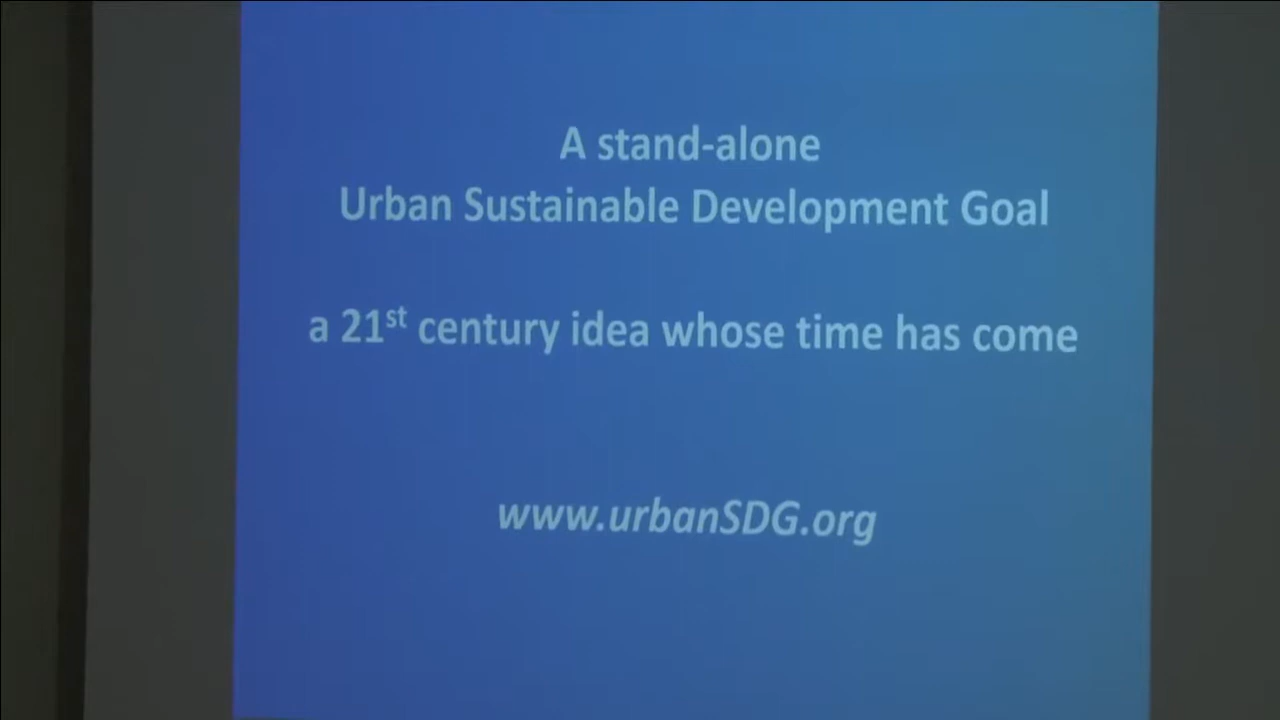 A stand-alone
Urban Sustainable Development Goal
a 21st century idea whose time has come
www.urbanSDG.org